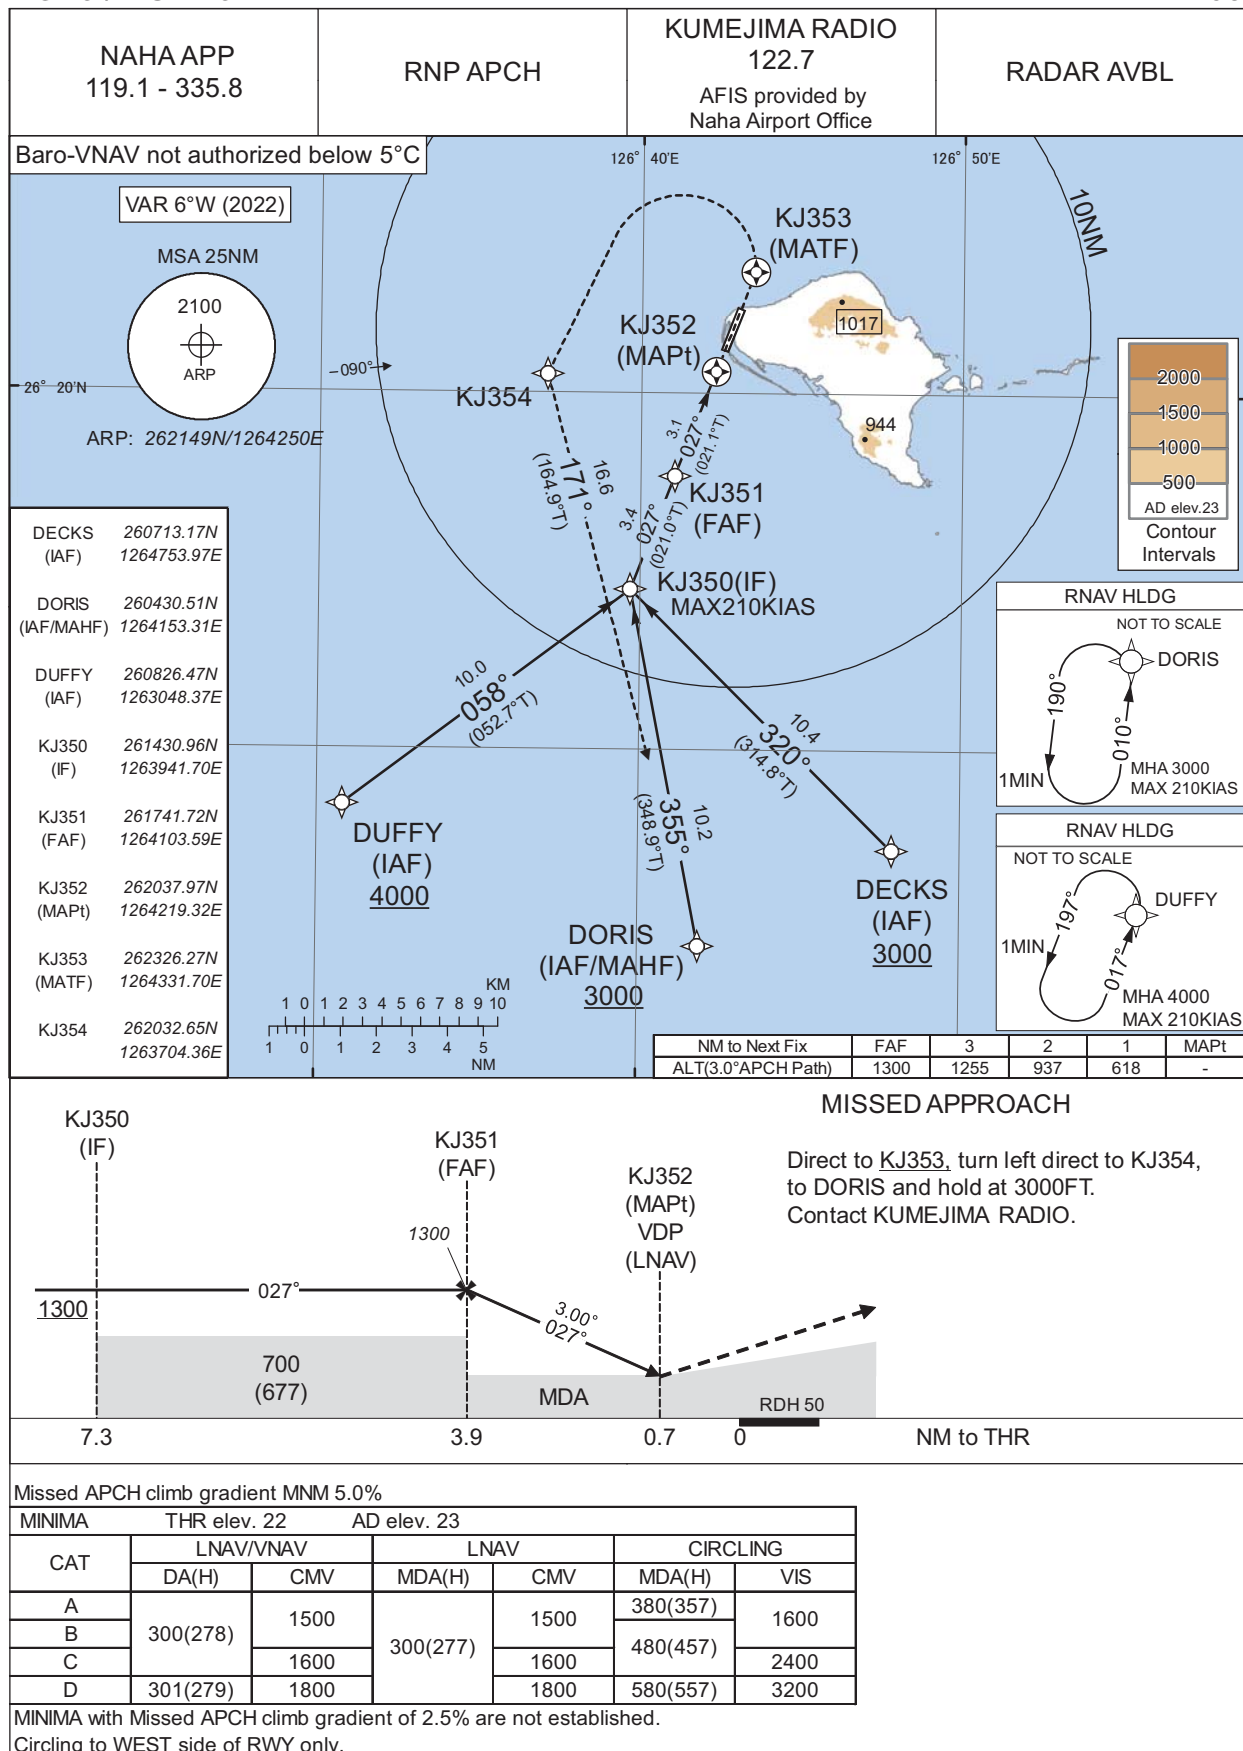 NAHA APP
119.1 - 335.8
RNP APCH
KUMEJIMA RADIO
122.7
AFIS provided by
Naha Airport Office
RADAR AVBL
Baro-VNAV not authorized below 5°C
126° 40'E
126° 50'E
VAR 6°W (2022)
10NM
KJ353
(MATF)
MSA 25NM
2100
ARP
KJ352
(MAPt)
1017
-090°
26° 20'N
KJ354
2000
1500
1000
500
AD elev.23
Contour
Intervals
ARP: 262149N/1264250E
944
3.1
027°
(021.1°T)
16.6
171°
(164.9°T)
KJ351
(FAF)
3.4
027°
(021.0°T)
KJ350(IF)
MAX210KIAS
DECKS 260713.17N
(IAF) 1264753.97E
DORIS 260430.51N
(IAF/MAHF) 1264153.31E
DUFFY 260826.47N
(IAF) 1263048.37E
KJ350 261430.96N
(IF) 1263941.70E
KJ351 261741.72N
(FAF) 1264103.59E
KJ352 262037.97N
(MAPt) 1264219.32E
KJ353 262326.27N
(MATF) 1264331.70E
KJ354 262032.65N
1263704.36E
10.0
058°
(052.7°T)
10.4
320°
(314.8°T)
10.2
355°
(348.9°T)
DUFFY
(IAF)
4000
DORIS
(IAF/MAHF)
3000
DECKS
(IAF)
3000
RNAV HLDG
NOT TO SCALE
DORIS
190°
010°
1MIN
MHA 3000
MAX 210KIAS
RNAV HLDG
NOT TO SCALE
DUFFY
197°
1MIN
017°
MHA 4000
MAX 210KIAS
KM
1 0 1 2 3 4 5 6 7 8 9 10
1 0 1 2 3 4 5
NM
NM to Next Fix FAF 3 2 1 MAPt
ALT(3.0°APCH Path) 1300 1255 937 618 -
KJ350
(IF)
KJ351
(FAF)
KJ352
(MAPt)
VDP
(LNAV)
MISSED APPROACH
Direct to KJ353, turn left direct to KJ354,
to DORIS and hold at 3000FT.
Contact KUMEJIMA RADIO.
1300
027°
1300
3.00°
027°
700
(677)
MDA
RDH 50
7.3 3.9 0.7 0 NM to THR
Missed APCH climb gradient MNM 5.0%
MINIMA THR elev. 22 AD elev. 23
CAT LNAV/VNAV LNAV CIRCLING
DA(H) CMV MDA(H) CMV MDA(H) VIS
A 300(278) 1500 300(277) 1500 380(357) 1600
B 480(457)
C 1600 1600 2400
D 301(279) 1800 1800 580(557) 3200
MINIMA with Missed APCH climb gradient of 2.5% are not established.
Circling to WEST side of RWY only.